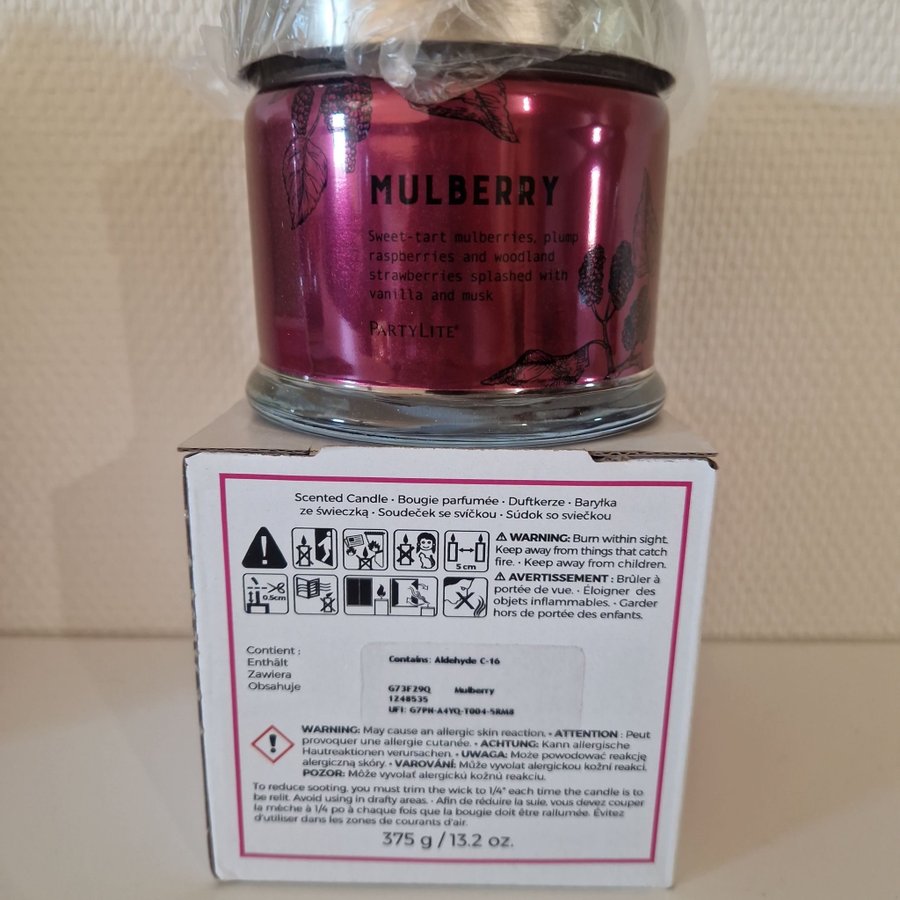 MULBERRY
Sweet-tart mulberries, plump
raspberries and woodland
strawberries splashed with
vanilla and musk
PARTYLITE®
Scented Candle • Bougie parfumée • Duftkerze • Baryłka
ze świeczką • Soudeček se svíčkou • Súdok so sviečkou
5 cm
0.5cm
⚠ WARNING: Burn within sight.
Keep away from things that catch
fire. • Keep away from children.
⚠ AVERTISSEMENT : Brûler à
portée de vue. • Éloigner des
objets inflammables. • Garder
hors de portée des enfants.
Contient :
Enthält
Zawiera
Obsahuje
Contains: Aldehyde C-16
G73F29Q Mulberry
1248535
UFI: G7PN-A4YQ-T004-5RM8
WARNING: May cause an allergic skin reaction. • ATTENTION : Peut
provoquer une allergie cutanée. • ACHTUNG: Kann allergische
Hautreaktionen verursachen. • UWAGA: Może powodować reakcję
alergiczną skóry. • VAROVÁNÍ: Může vyvolat alergickou kožní reakci.
POZOR: Môže vyvolať alergickú kožnú reakciu.
To reduce sooting, you must trim the wick to 1/4" each time the candle is to
be relit. Avoid using in drafty areas. • Afin de réduire la suie, vous devez couper
la mèche à 1/4 po à chaque fois que la bougie doit être rallumée. Évitez
d'utiliser dans les zones de courants d'air.
375 g / 13.2 oz.